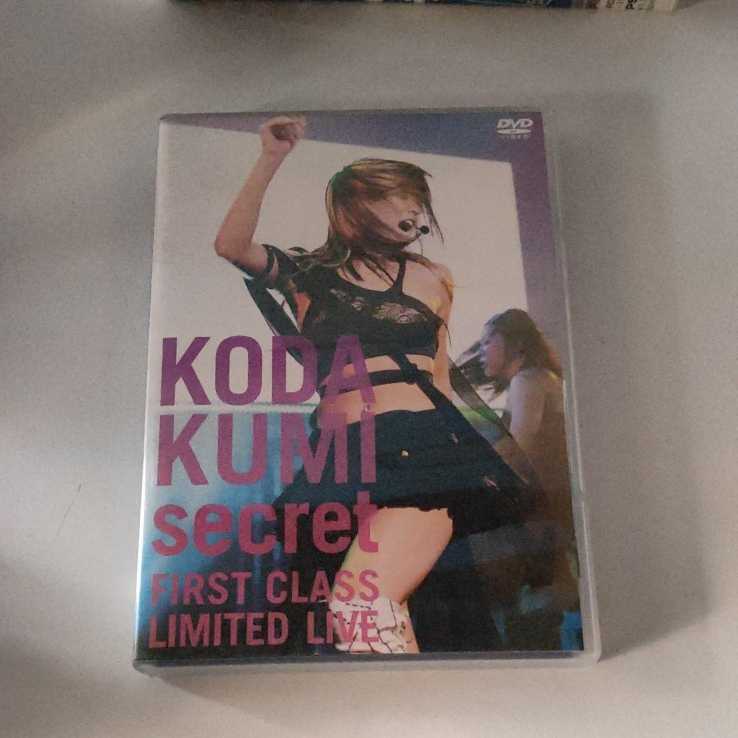 DVD
KODA
KUMI
secret
FIRST CLASS
LIMITED LIVE